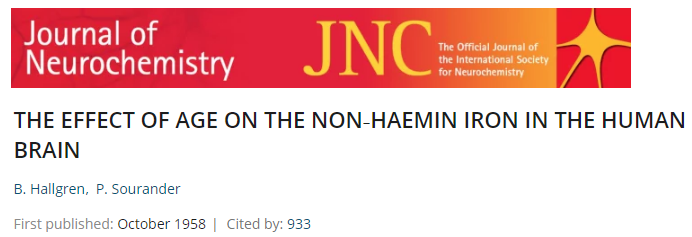 Journal of
Neurochemistry
JNC
The Official Journal of
the International Society
for Neurochemistry
THE EFFECT OF AGE ON THE NON-HAEMIN IRON IN THE HUMAN
BRAIN
B. Hallgren, P. Sourander
First published: October 1958 | Cited by: 933